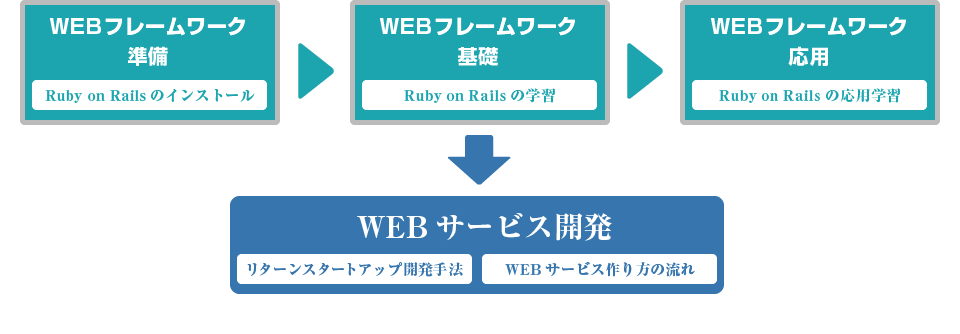 WEBフレームワーク
準備
Ruby on Rails のインストール
WEBフレームワーク
基礎
Ruby on Rails の学習
WEBフレームワーク
応用
Ruby on Rails の応用学習
WEB サービス開発
リターンスタートアップ開発手法
WEB サービス作り方の流れ